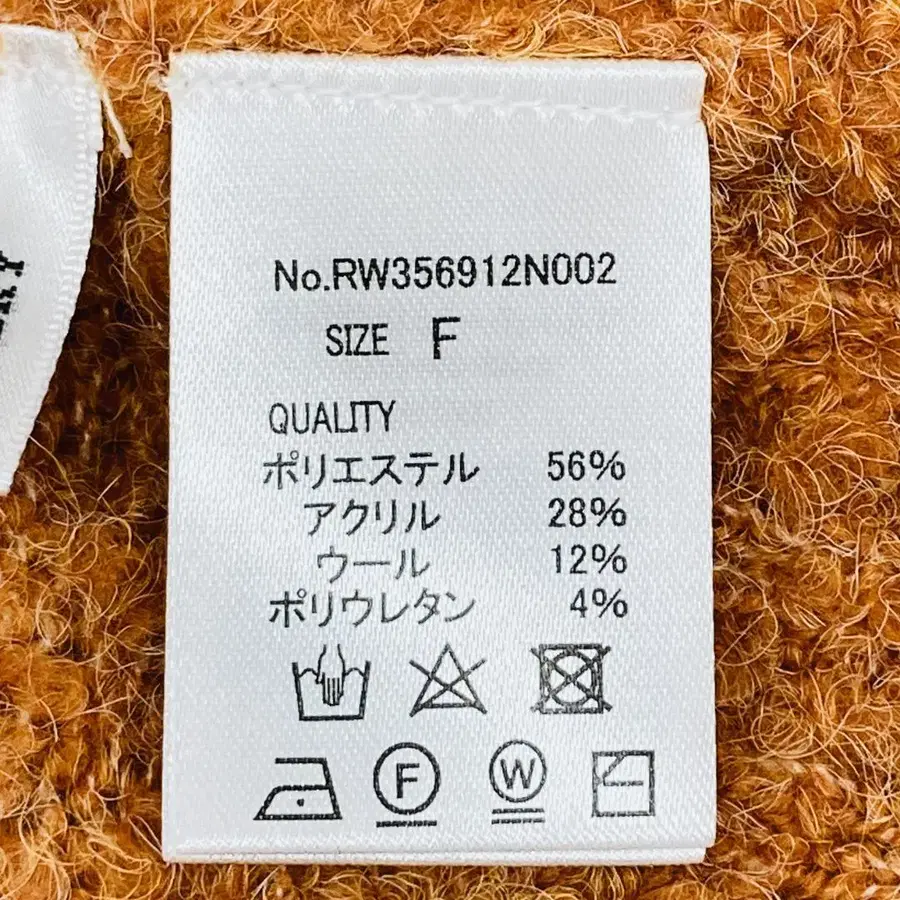 No.RW356912N002
SIZE F
QUALITY
ポリエステル 56%
アクリル 28%
ウール 12%
ポリウレタン 4%
F W